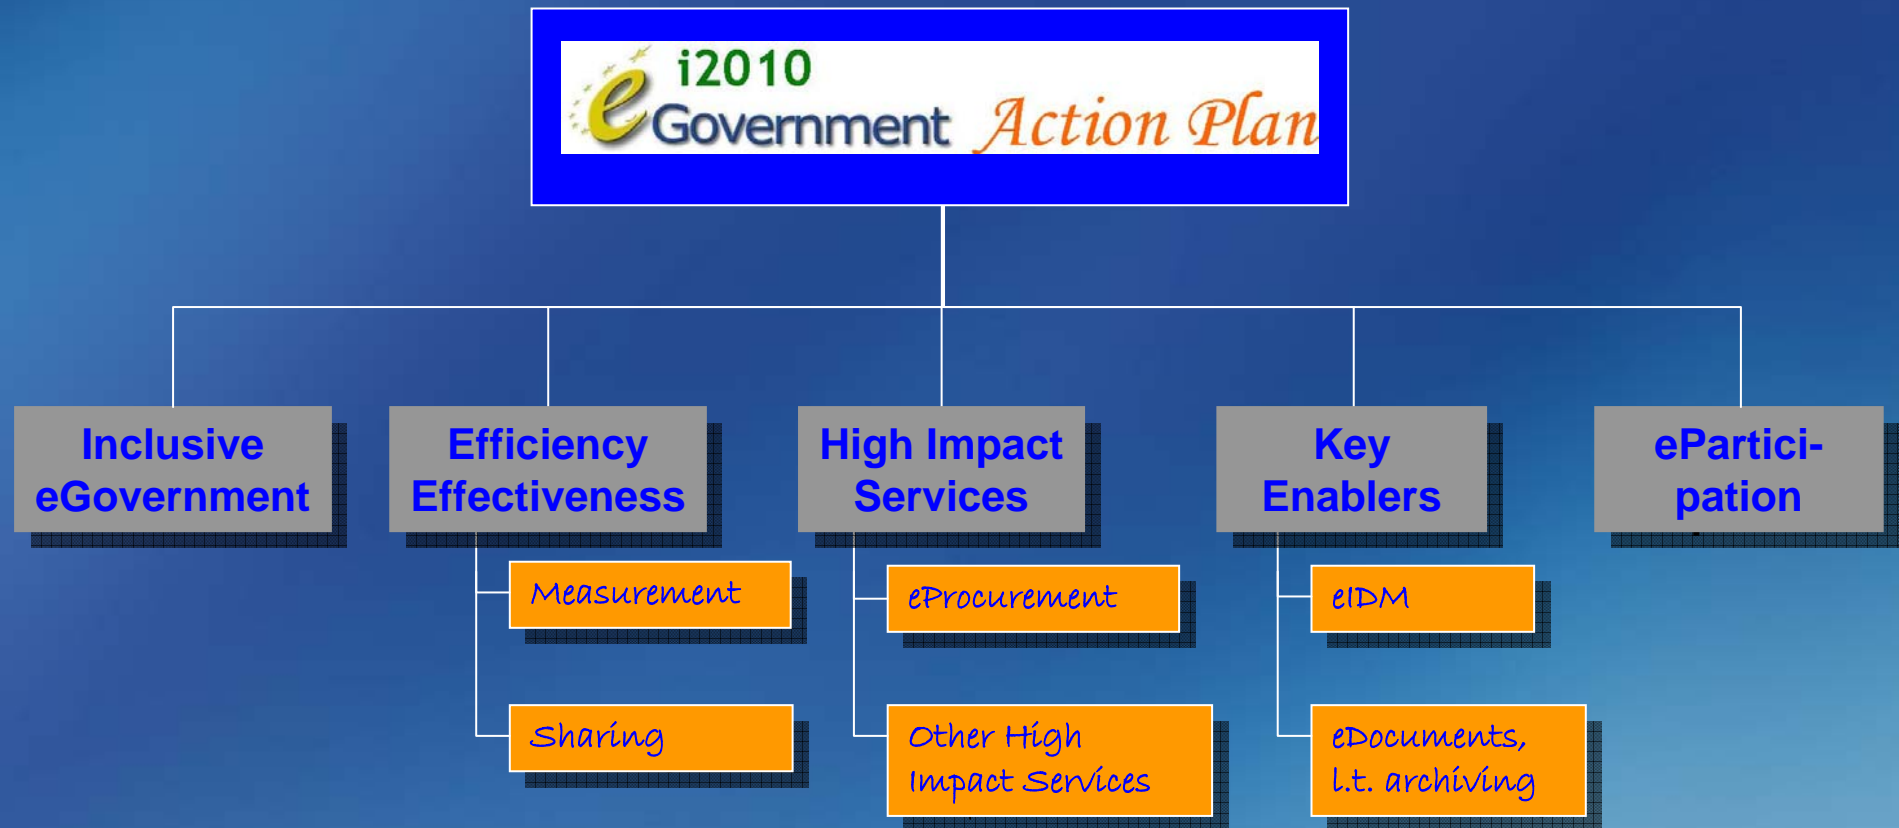 i2010
eGovernment Action Plan
Inclusive
eGovernment
Efficiency
Effectiveness
High Impact
Services
Key
Enablers
ePartici-
pation
Measurement
Sharing
eProcurement
Other High
Impact Services
eIDM
eDocuments,
l.t. archiving